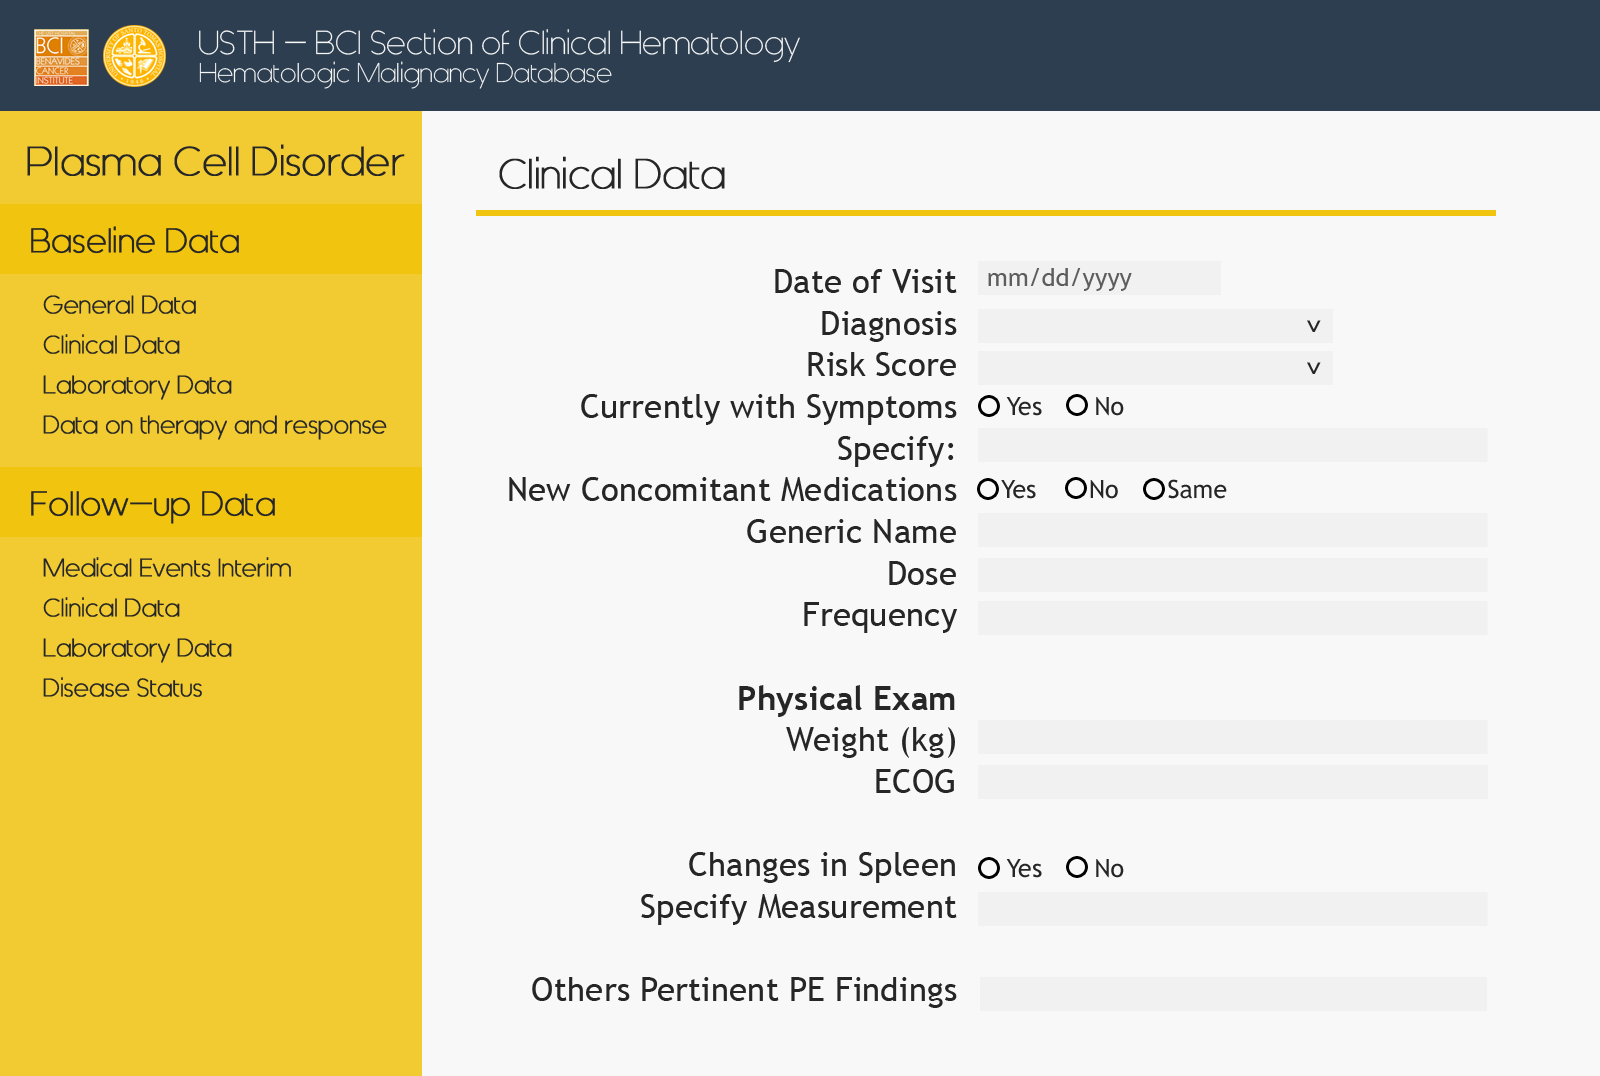 BCI
BENAVIDES
CANCER
INSTITUTE
USTH – BCI Section of Clinical Hematology
Hematologic Malignancy Database
Plasma Cell Disorder
Baseline Data
General Data
Clinical Data
Laboratory Data
Data on therapy and response
Follow-up Data
Medical Events Interim
Clinical Data
Laboratory Data
Disease Status
Clinical Data
Date of Visit mm/dd/yyyy
Diagnosis v
Risk Score v
Currently with Symptoms Yes No
Specify:
New Concomitant Medications Yes No Same
Generic Name
Dose
Frequency
Physical Exam
Weight (kg)
ECOG
Changes in Spleen Yes No
Specify Measurement
Others Pertinent PE Findings